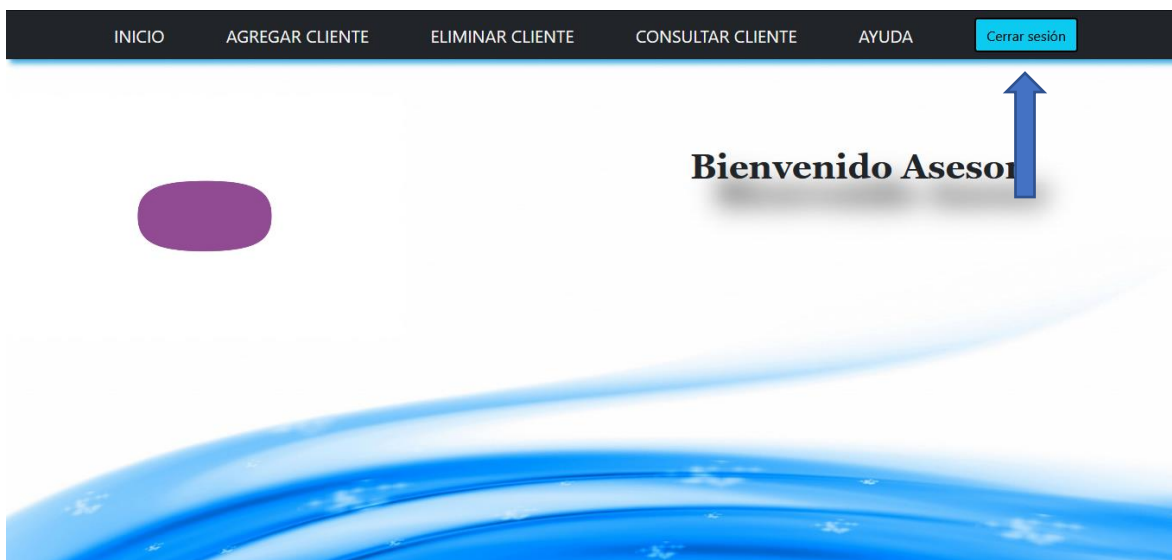 INICIO AGREGAR CLIENTE ELIMINAR CLIENTE CONSULTAR CLIENTE AYUDA Cerrar sesión
Bienvenido Asesor